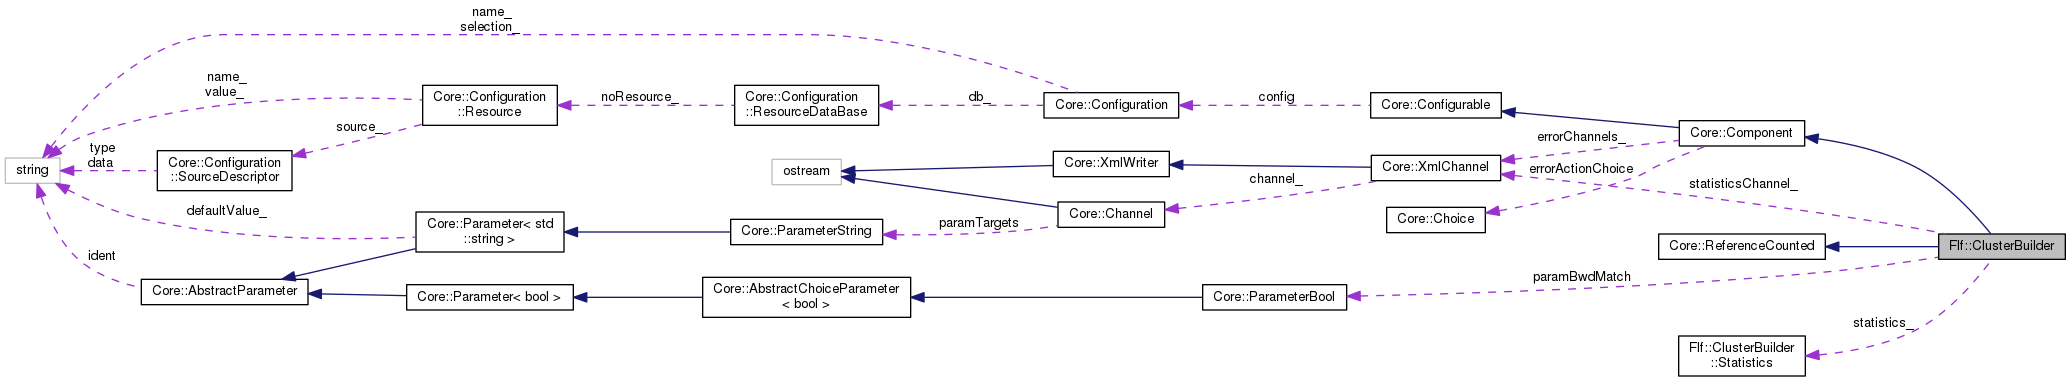 name_
selection_
name_
value_
Core::Configuration
::Resource
noResource_
Core::Configuration
::ResourceDataBase
db_
Core::Configuration
config
Core::Configurable
source_
Core::Component
errorChannels_
type
data
string
Core::Configuration
::SourceDescriptor
ostream
Core::XmlWriter
Core::XmlChannel
errorActionChoice
channel_
statisticsChannel_
defaultValue_
Core::Parameter< std
::string >
Core::ParameterString
paramTargets
Core::Channel
Core::Choice
Core::ReferenceCounted
Flf::ClusterBuilder
ident
Core::AbstractParameter
Core::Parameter< bool >
Core::AbstractChoiceParameter
< bool >
Core::ParameterBool
paramBwdMatch
statistics_
Flf::ClusterBuilder
::Statistics